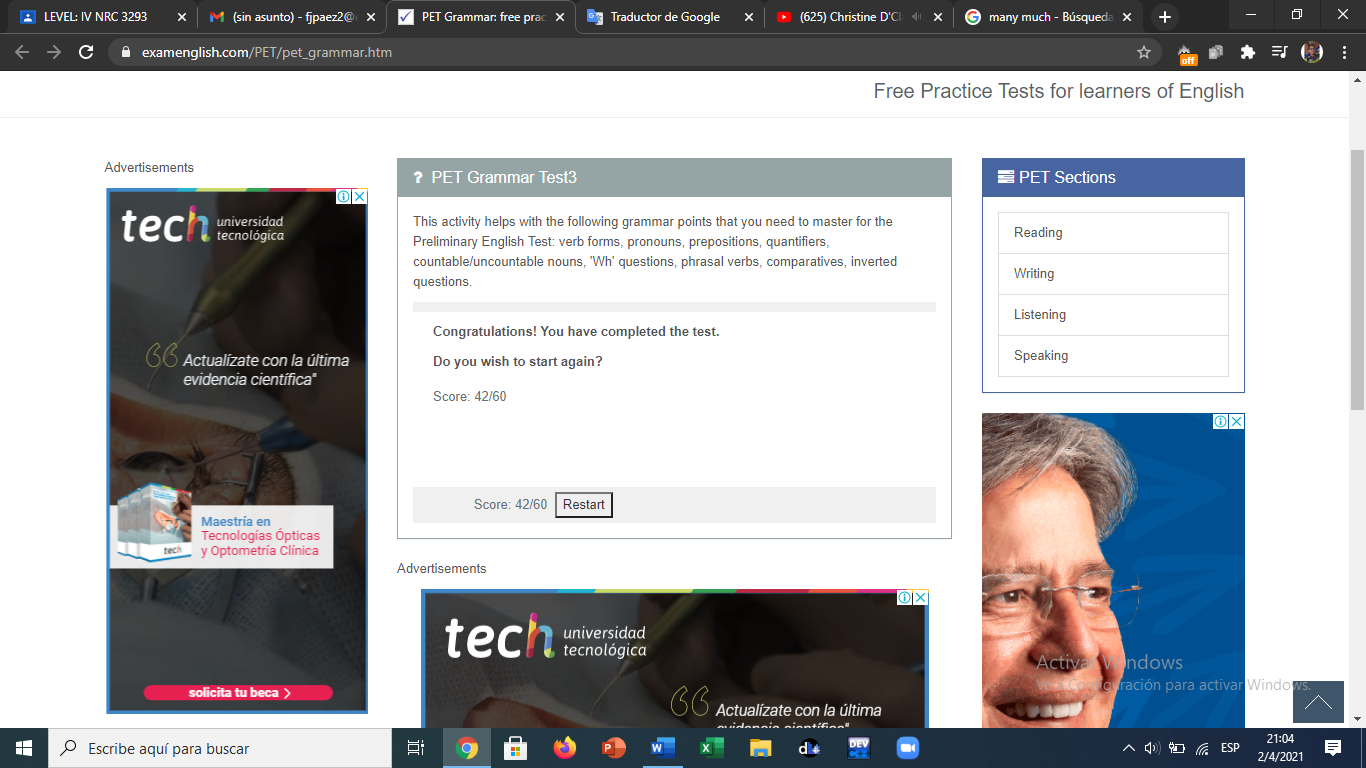 LEVEL: IV NRC 3293
(sin asunto) - fjpaez2@
PET Grammar: free prac
Traductor de Google
(625) Christine D'Cl
many much - Búsqueda
examenglish.com/PET/pet_grammar.htm
off
Free Practice Tests for learners of English
Advertisements
tech universidad
tecnológica
Actualízate con la última
evidencia científica"
Maestría en
Tecnologías Ópticas
y Optometría Clínica
tech
solicita tu beca
? PET Grammar Test3
This activity helps with the following grammar points that you need to master for the
Preliminary English Test: verb forms, pronouns, prepositions, quantifiers,
countable/uncountable nouns, 'Wh' questions, phrasal verbs, comparatives, inverted
questions.
Congratulations! You have completed the test.
Do you wish to start again?
Score: 42/60
Score: 42/60 Restart
Advertisements
tech universidad
tecnológica
Actualízate con la última
evidencia científica"
PET Sections
Reading
Writing
Listening
Speaking
Activar Windows
Ve a Configuración para activar Windows.
Escribe aquí para buscar
DEV
ESP
21:04
2/4/2021